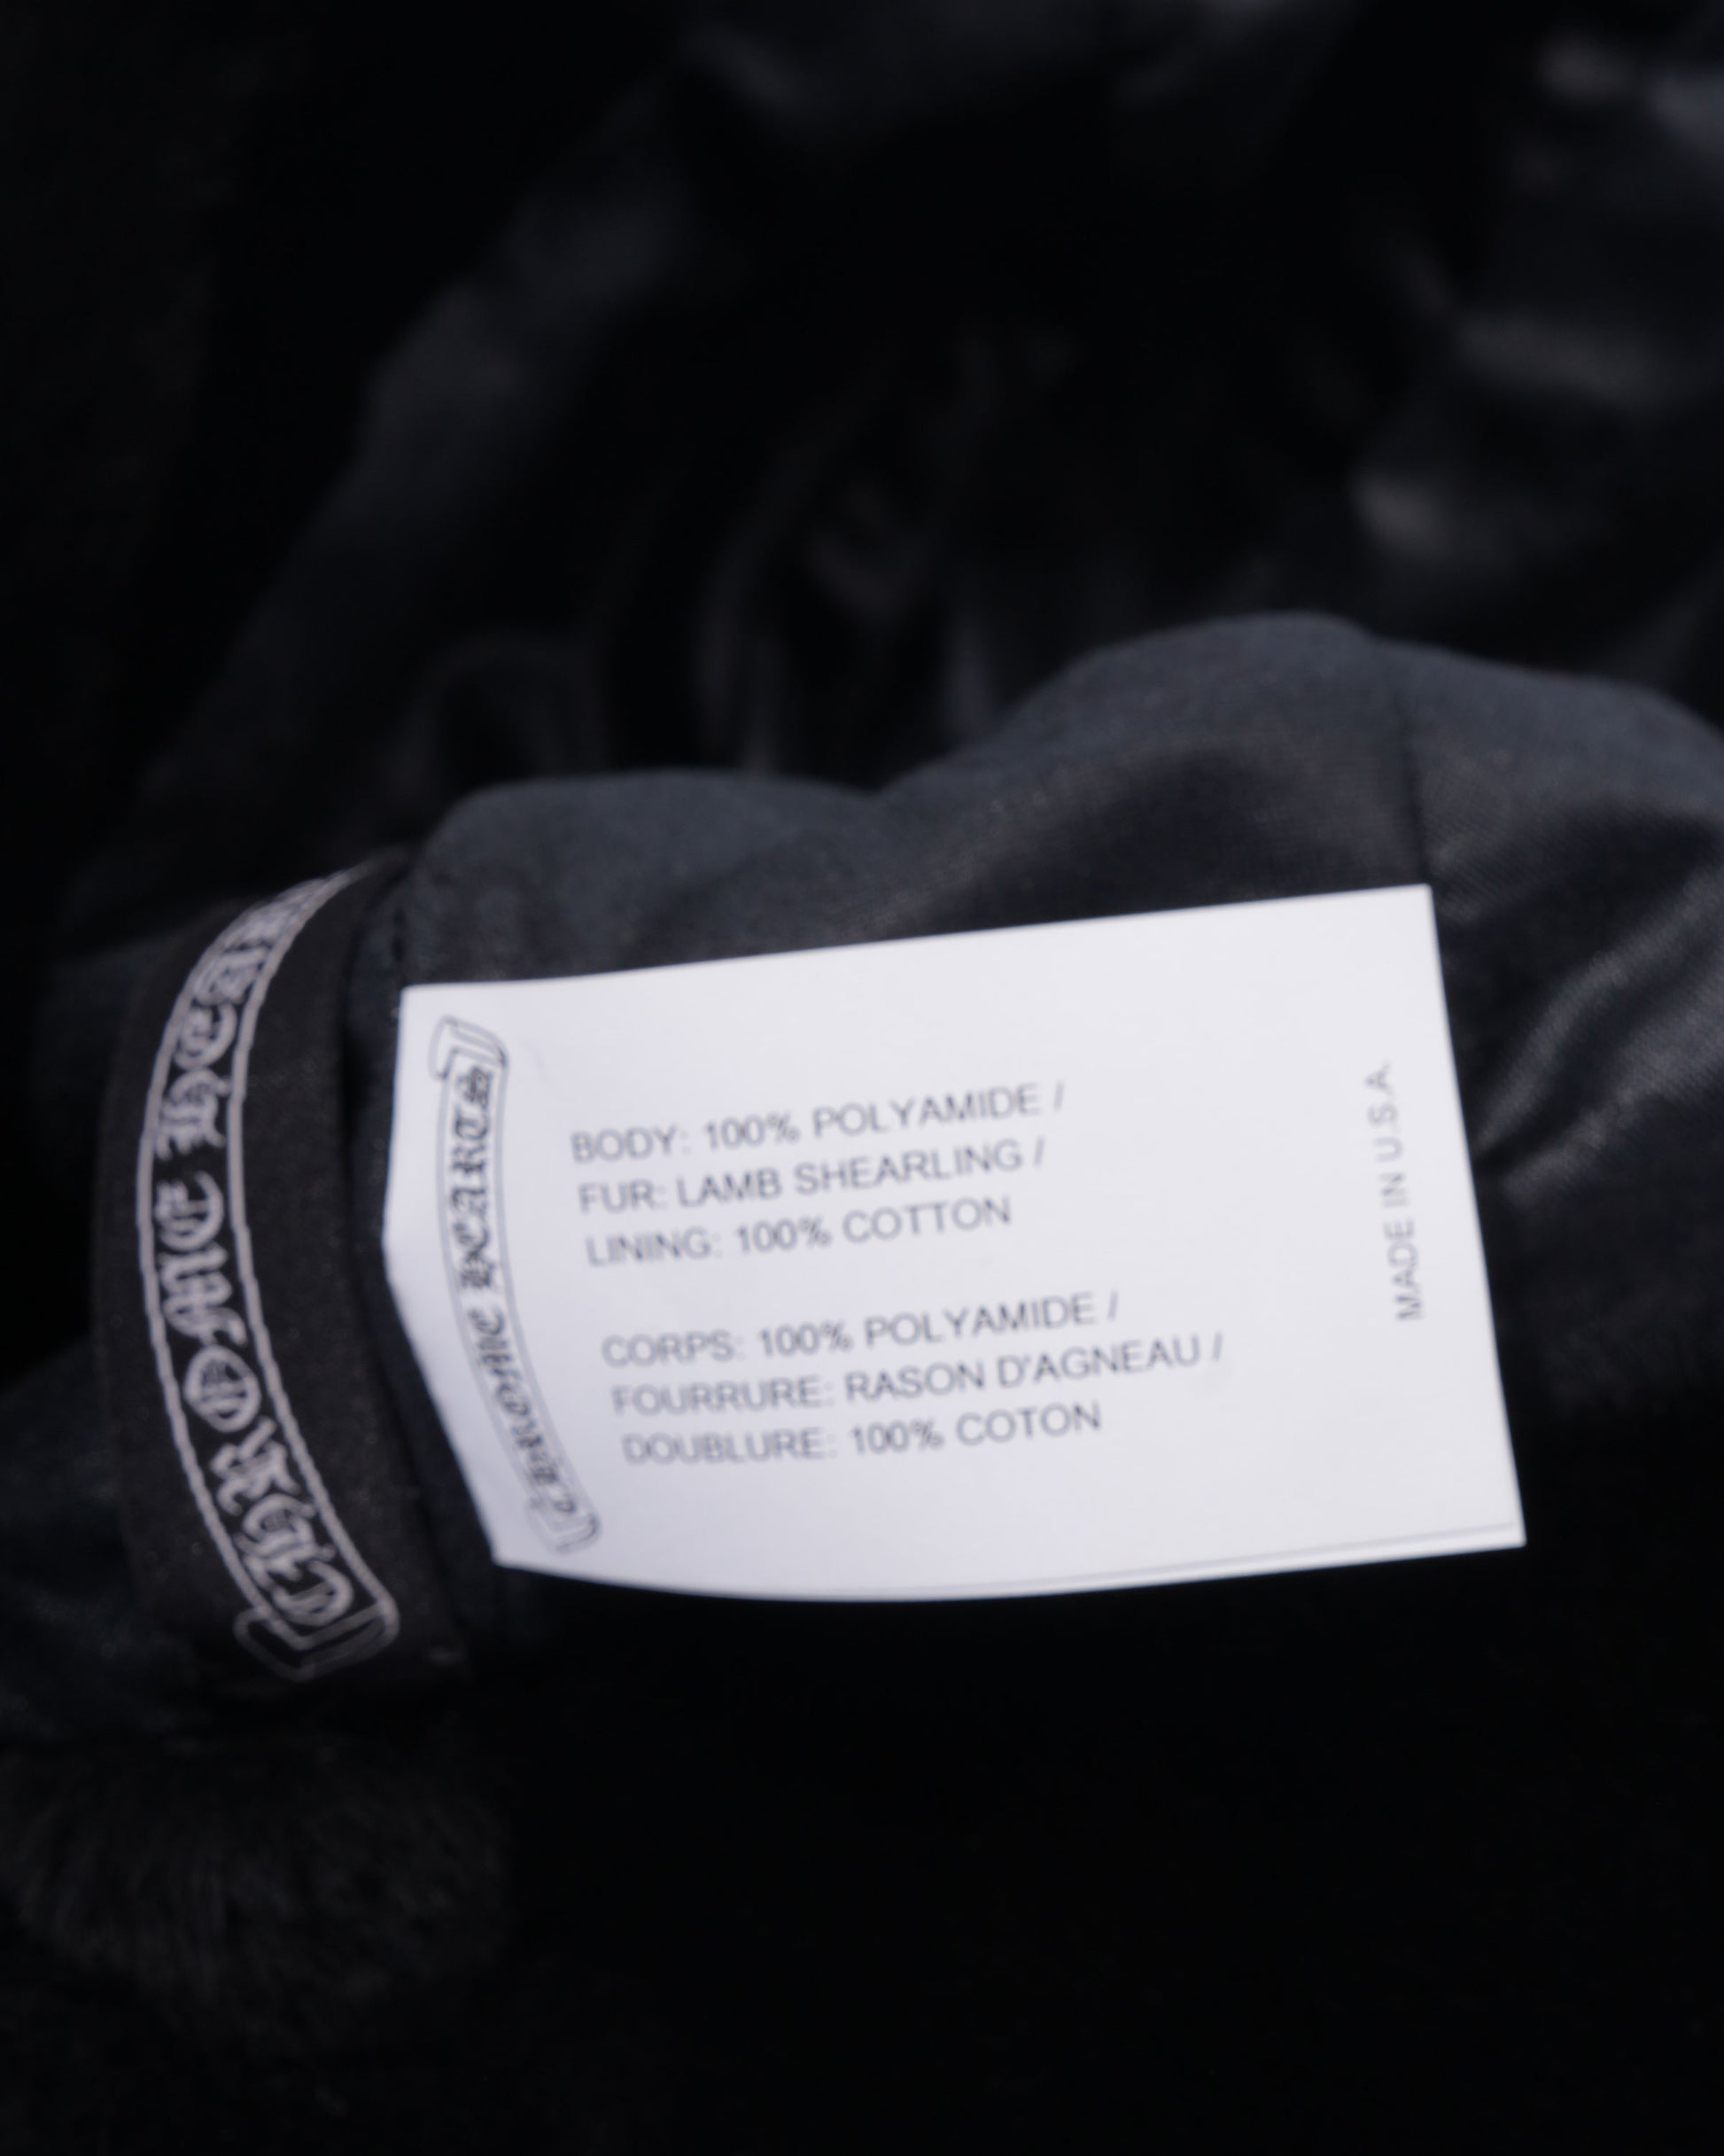 CHROME HEARTS
CHROME HEARTS
BODY: 100% POLYAMIDE /
FUR: LAMB SHEARLING /
LINING: 100% COTTON
CORPS: 100% POLYAMIDE /
FOURRURE: RASON D'AGNEAU /
DOUBLURE: 100% COTON
MADE IN U.S.A.